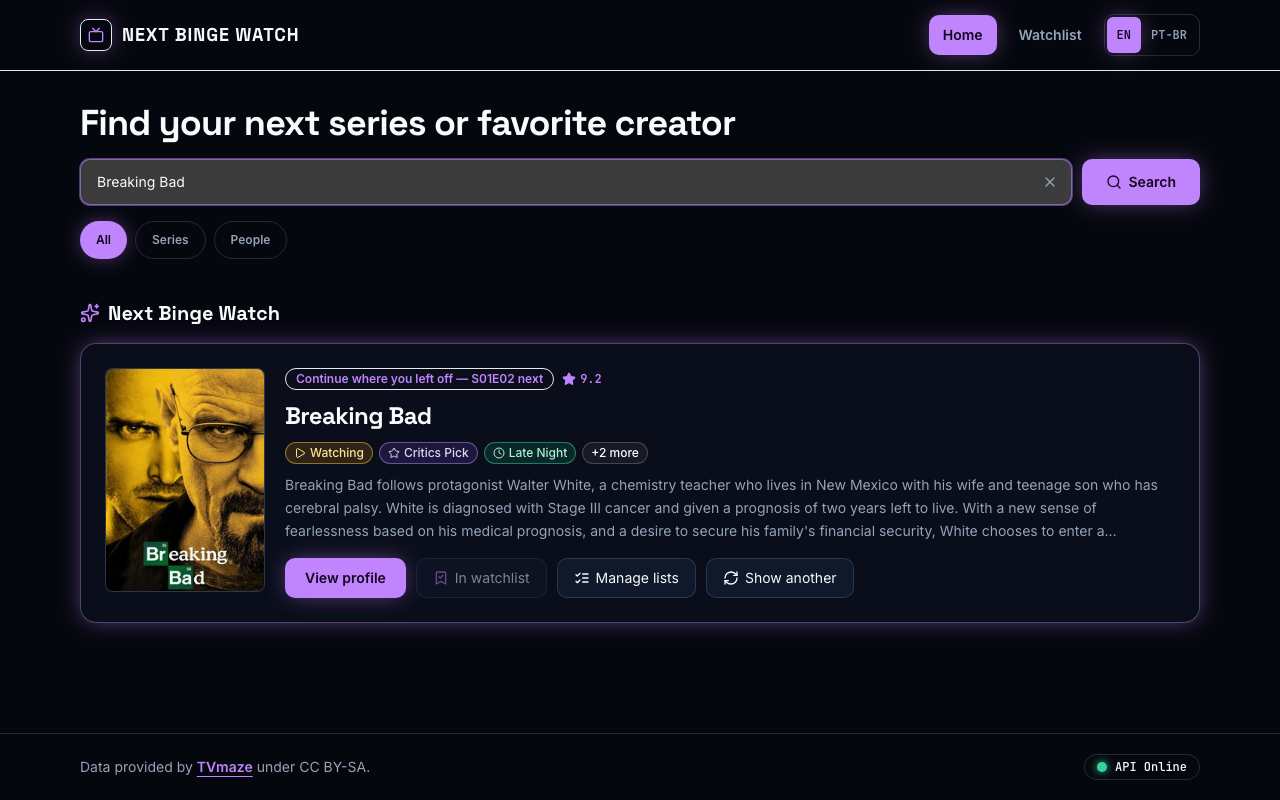 NEXT BINGE WATCH
Home
Watchlist
EN
PT-BR
Find your next series or favorite creator
Breaking Bad
Search
All
Series
People
Next Binge Watch
Continue where you left off — S01E02 next
9.2
Breaking Bad
Watching
Critics Pick
Late Night
+2 more
Breaking Bad follows protagonist Walter White, a chemistry teacher who lives in New Mexico with his wife and teenage son who has
cerebral palsy. White is diagnosed with Stage III cancer and given a prognosis of two years left to live. With a new sense of
fearlessness based on his medical prognosis, and a desire to secure his family's financial security, White chooses to enter a...
Breaking
Bad
View profile
In watchlist
Manage lists
Show another
Data provided by TVmaze under CC BY-SA.
API Online